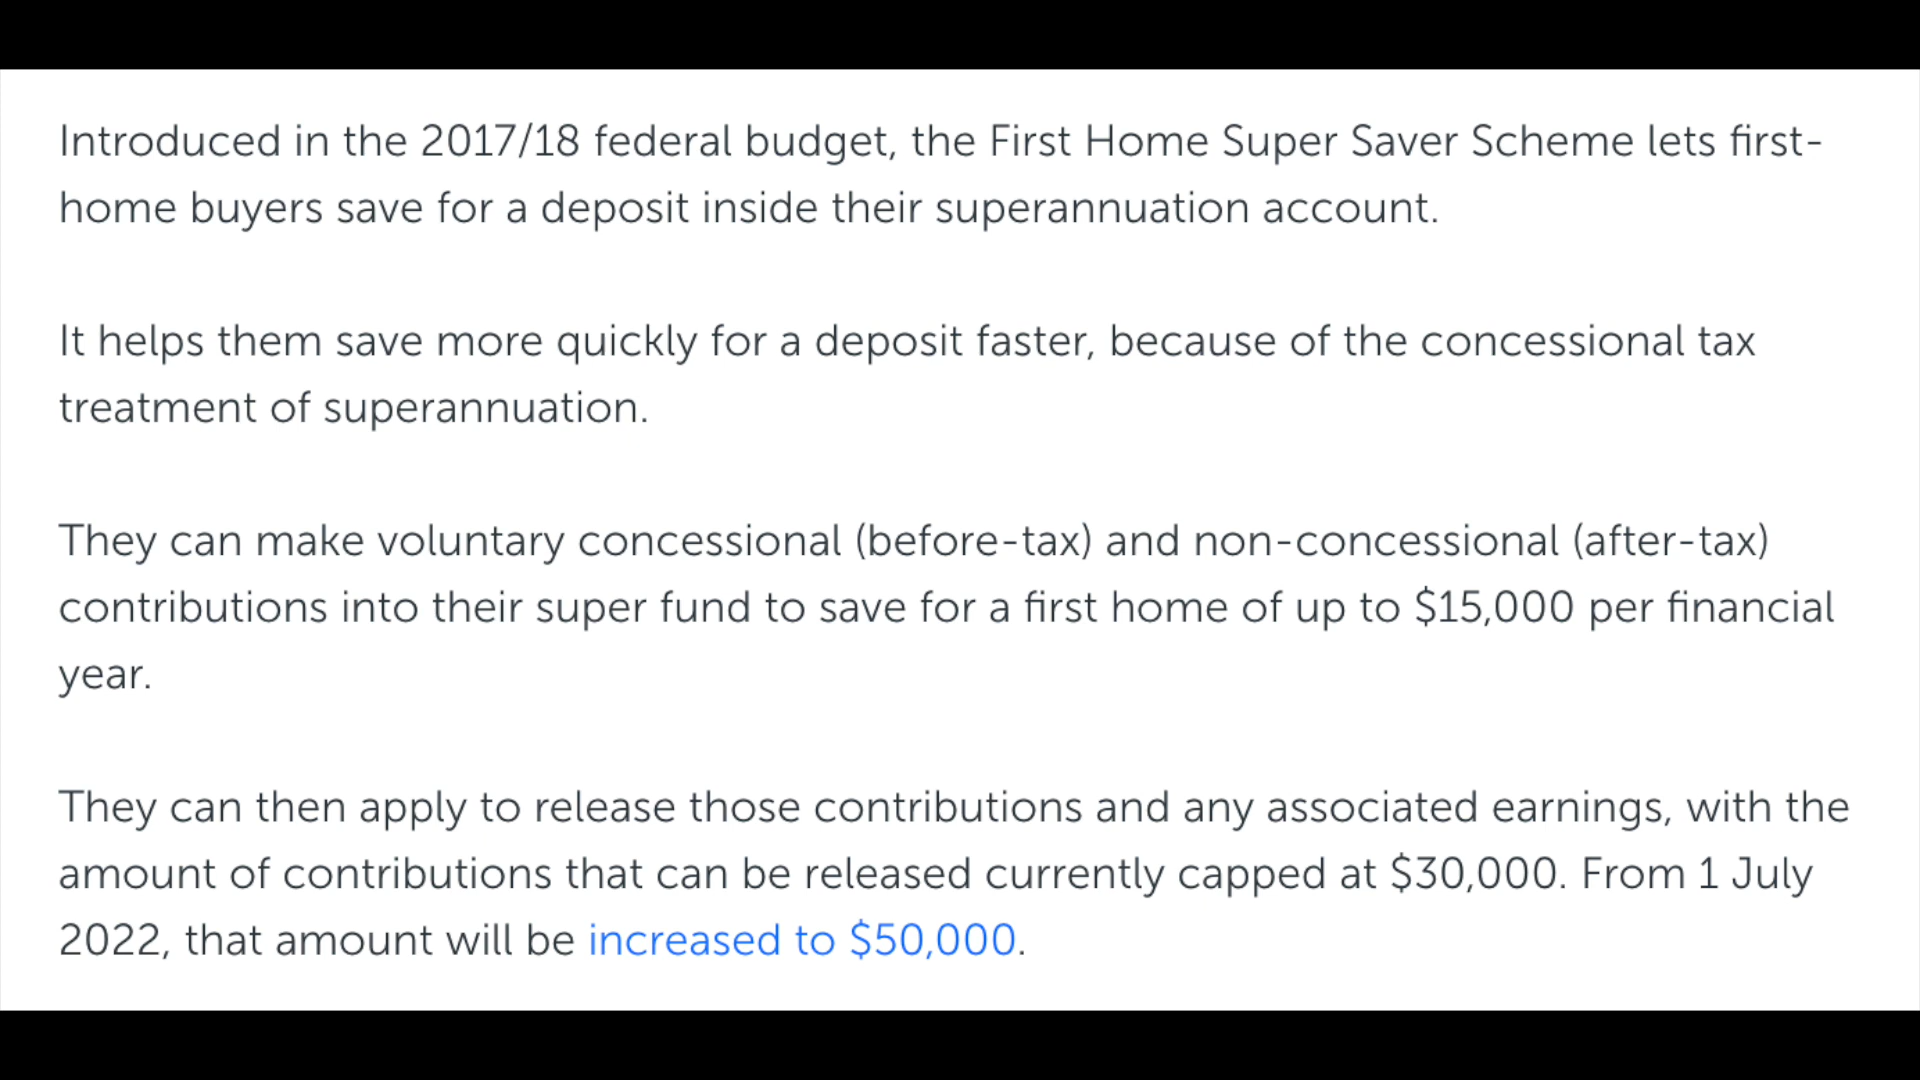 Introduced in the 2017/18 federal budget, the First Home Super Saver Scheme lets first-
home buyers save for a deposit inside their superannuation account.
It helps them save more quickly for a deposit faster, because of the concessional tax
treatment of superannuation.
They can make voluntary concessional (before-tax) and non-concessional (after-tax)
contributions into their super fund to save for a first home of up to $15,000 per financial
year.
They can then apply to release those contributions and any associated earnings, with the
amount of contributions that can be released currently capped at $30,000. From 1 July
2022, that amount will be increased to $50,000.